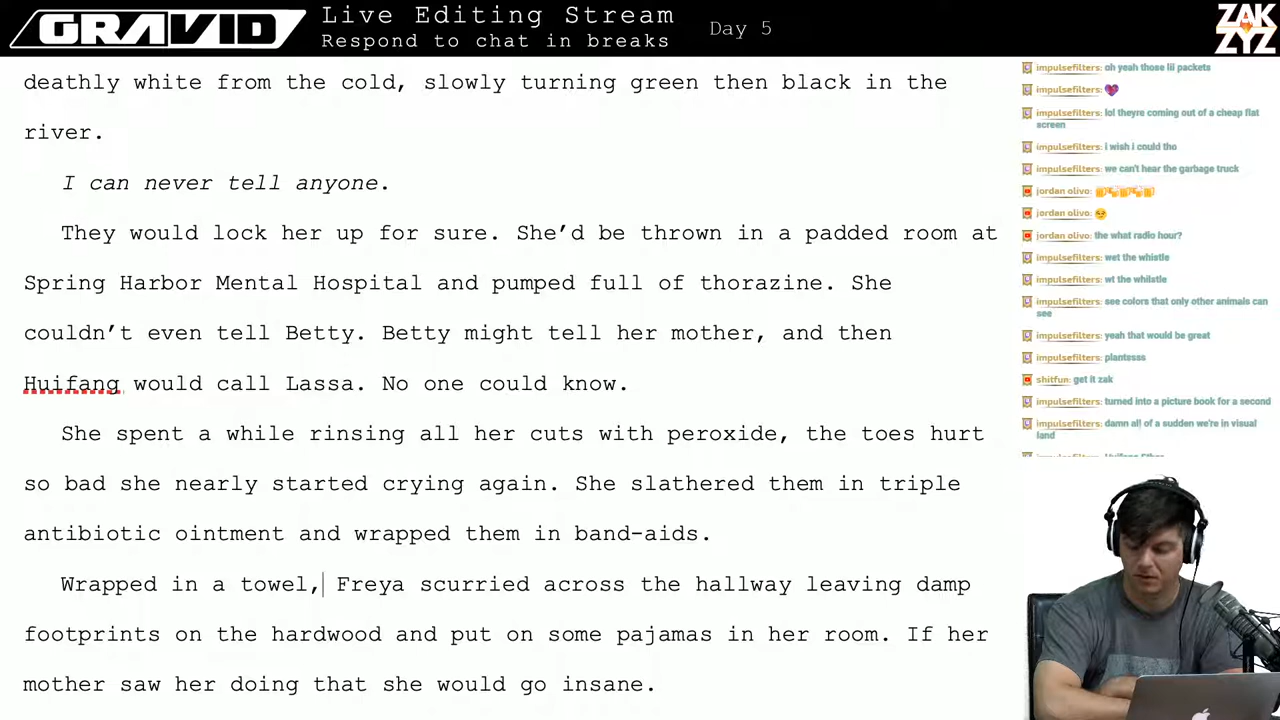 GRAVID
Live Editing Stream
Respond to chat in breaks
Day 5
ZAK
ZYZ
deathly white from the cold, slowly turning green then black in the
river.
I can never tell anyone.
They would lock her up for sure. She’d be thrown in a padded room at
Spring Harbor Mental Hospital and pumped full of thorazine. She
couldn’t even tell Betty. Betty might tell her mother, and then
Huifang would call Lassa. No one could know.
She spent a while rinsing all her cuts with peroxide, the toes hurt
so bad she nearly started crying again. She slathered them in triple
antibiotic ointment and wrapped them in band-aids.
Wrapped in a towel, Freya scurried across the hallway leaving damp
footprints on the hardwood and put on some pajamas in her room. If her
mother saw her doing that she would go insane.
impulsefilters: oh yeah those lil packets
impulsefilters:
impulsefilters: lol theyre coming out of a cheap flat
screen
impulsefilters: i wish i could tho
impulsefilters: we can't hear the garbage truck
jordan olivo:
jordan olivo:
jordan olivo: the what radio hour?
impulsefilters: wet the whistle
impulsefilters: wt the whilstle
impulsefilters: see colors that only other animals can
see
impulsefilters: yeah that would be great
impulsefilters: plantesss
shitfun: get it zak
impulsefilters: turned into a picture book for a second
impulsefilters: damn all of a sudden we're in visual
land